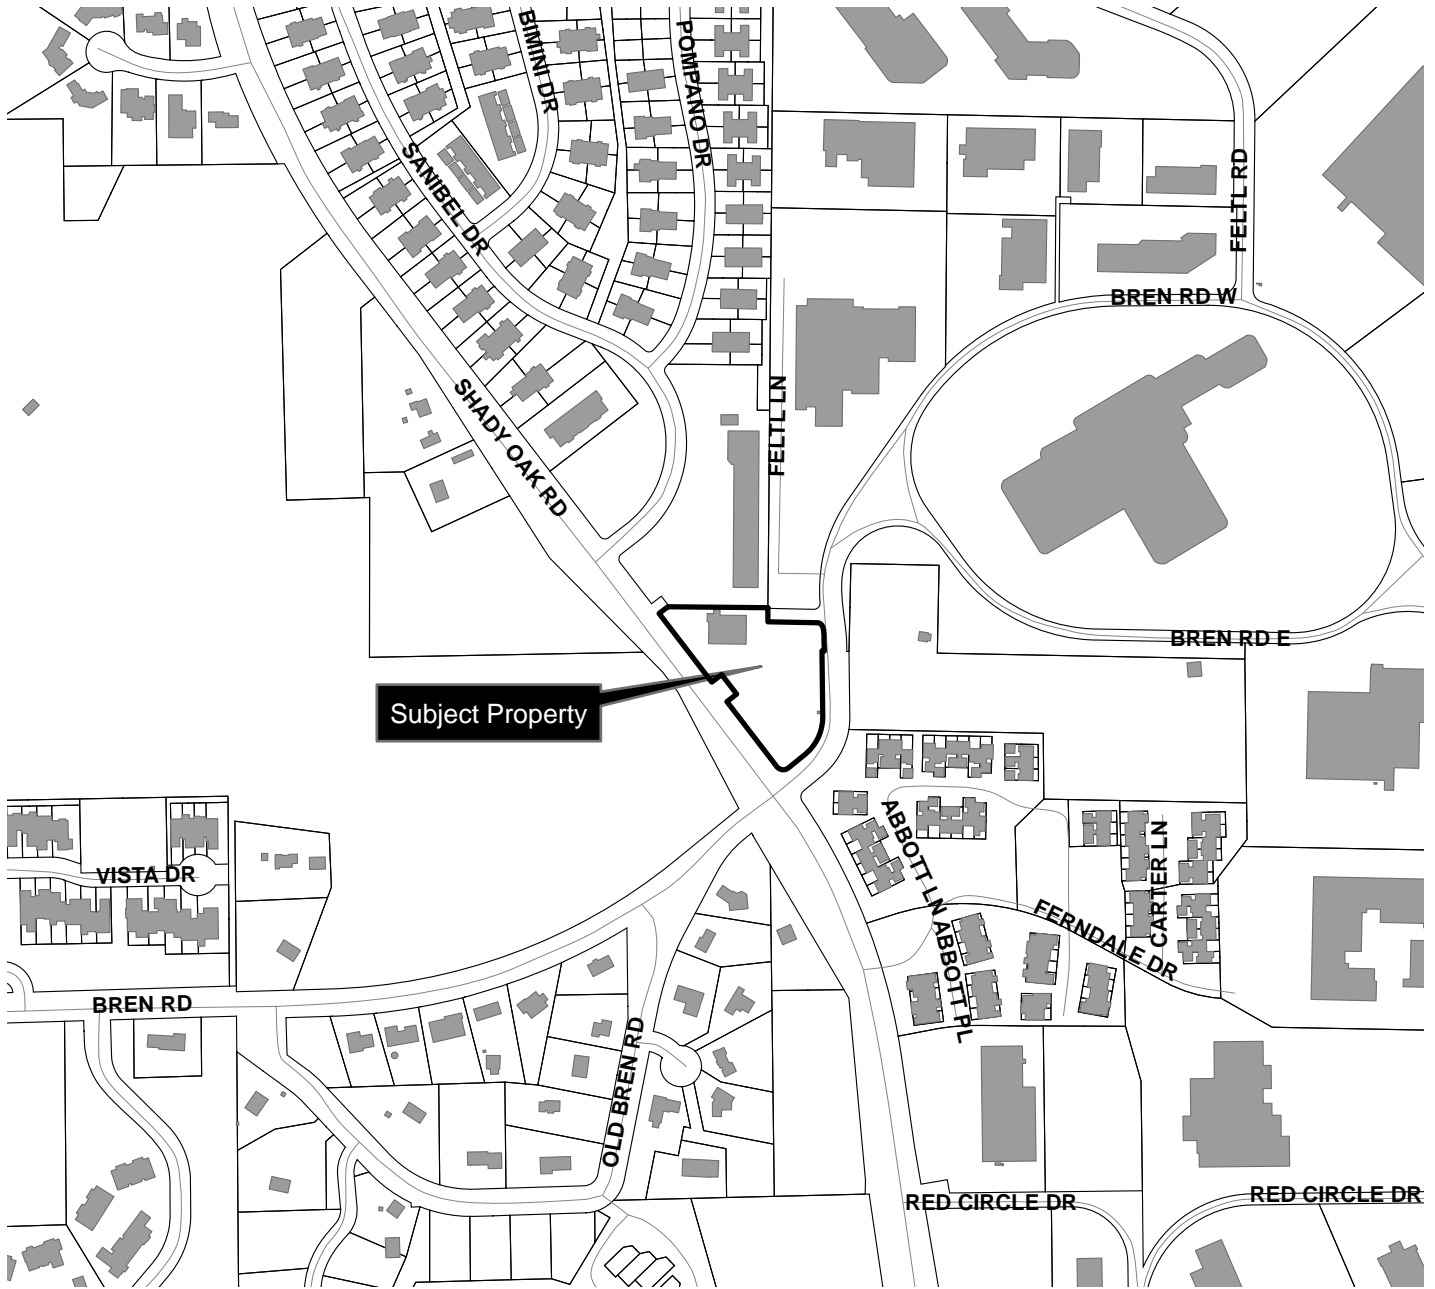 BIMINI DR
POMPANO DR
SANIBEL DR
FELTL RD
BREN RD W
SHADY OAK RD
FELTL LN
BREN RD E
Subject Property
ABBOTT LN
CARTER LN
VISTA DR
FERNDALE DR
ABBOTT PL
BREN RD
OLD BREN RD
RED CIRCLE DR
RED CIRCLE DR